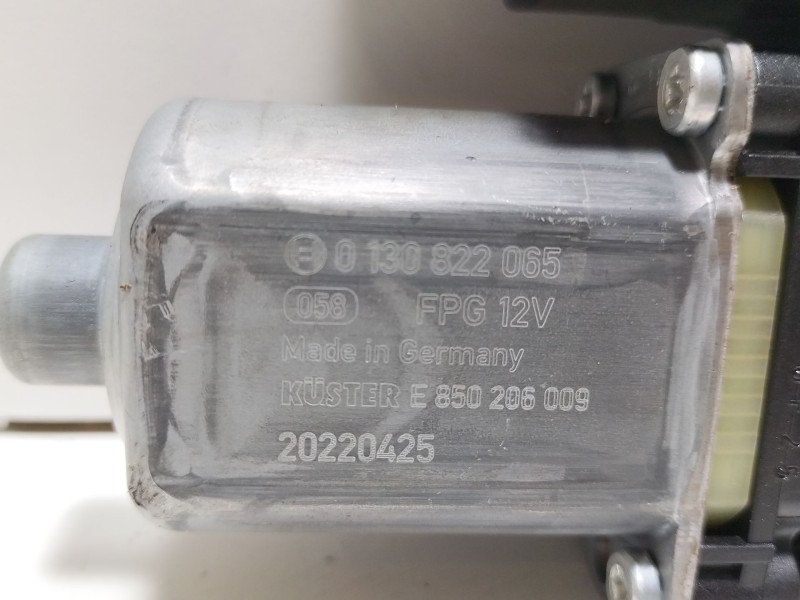 0 130 822 065
058 FPG 12V
Made in Germany
KÜSTER E 850 206 009
20220425